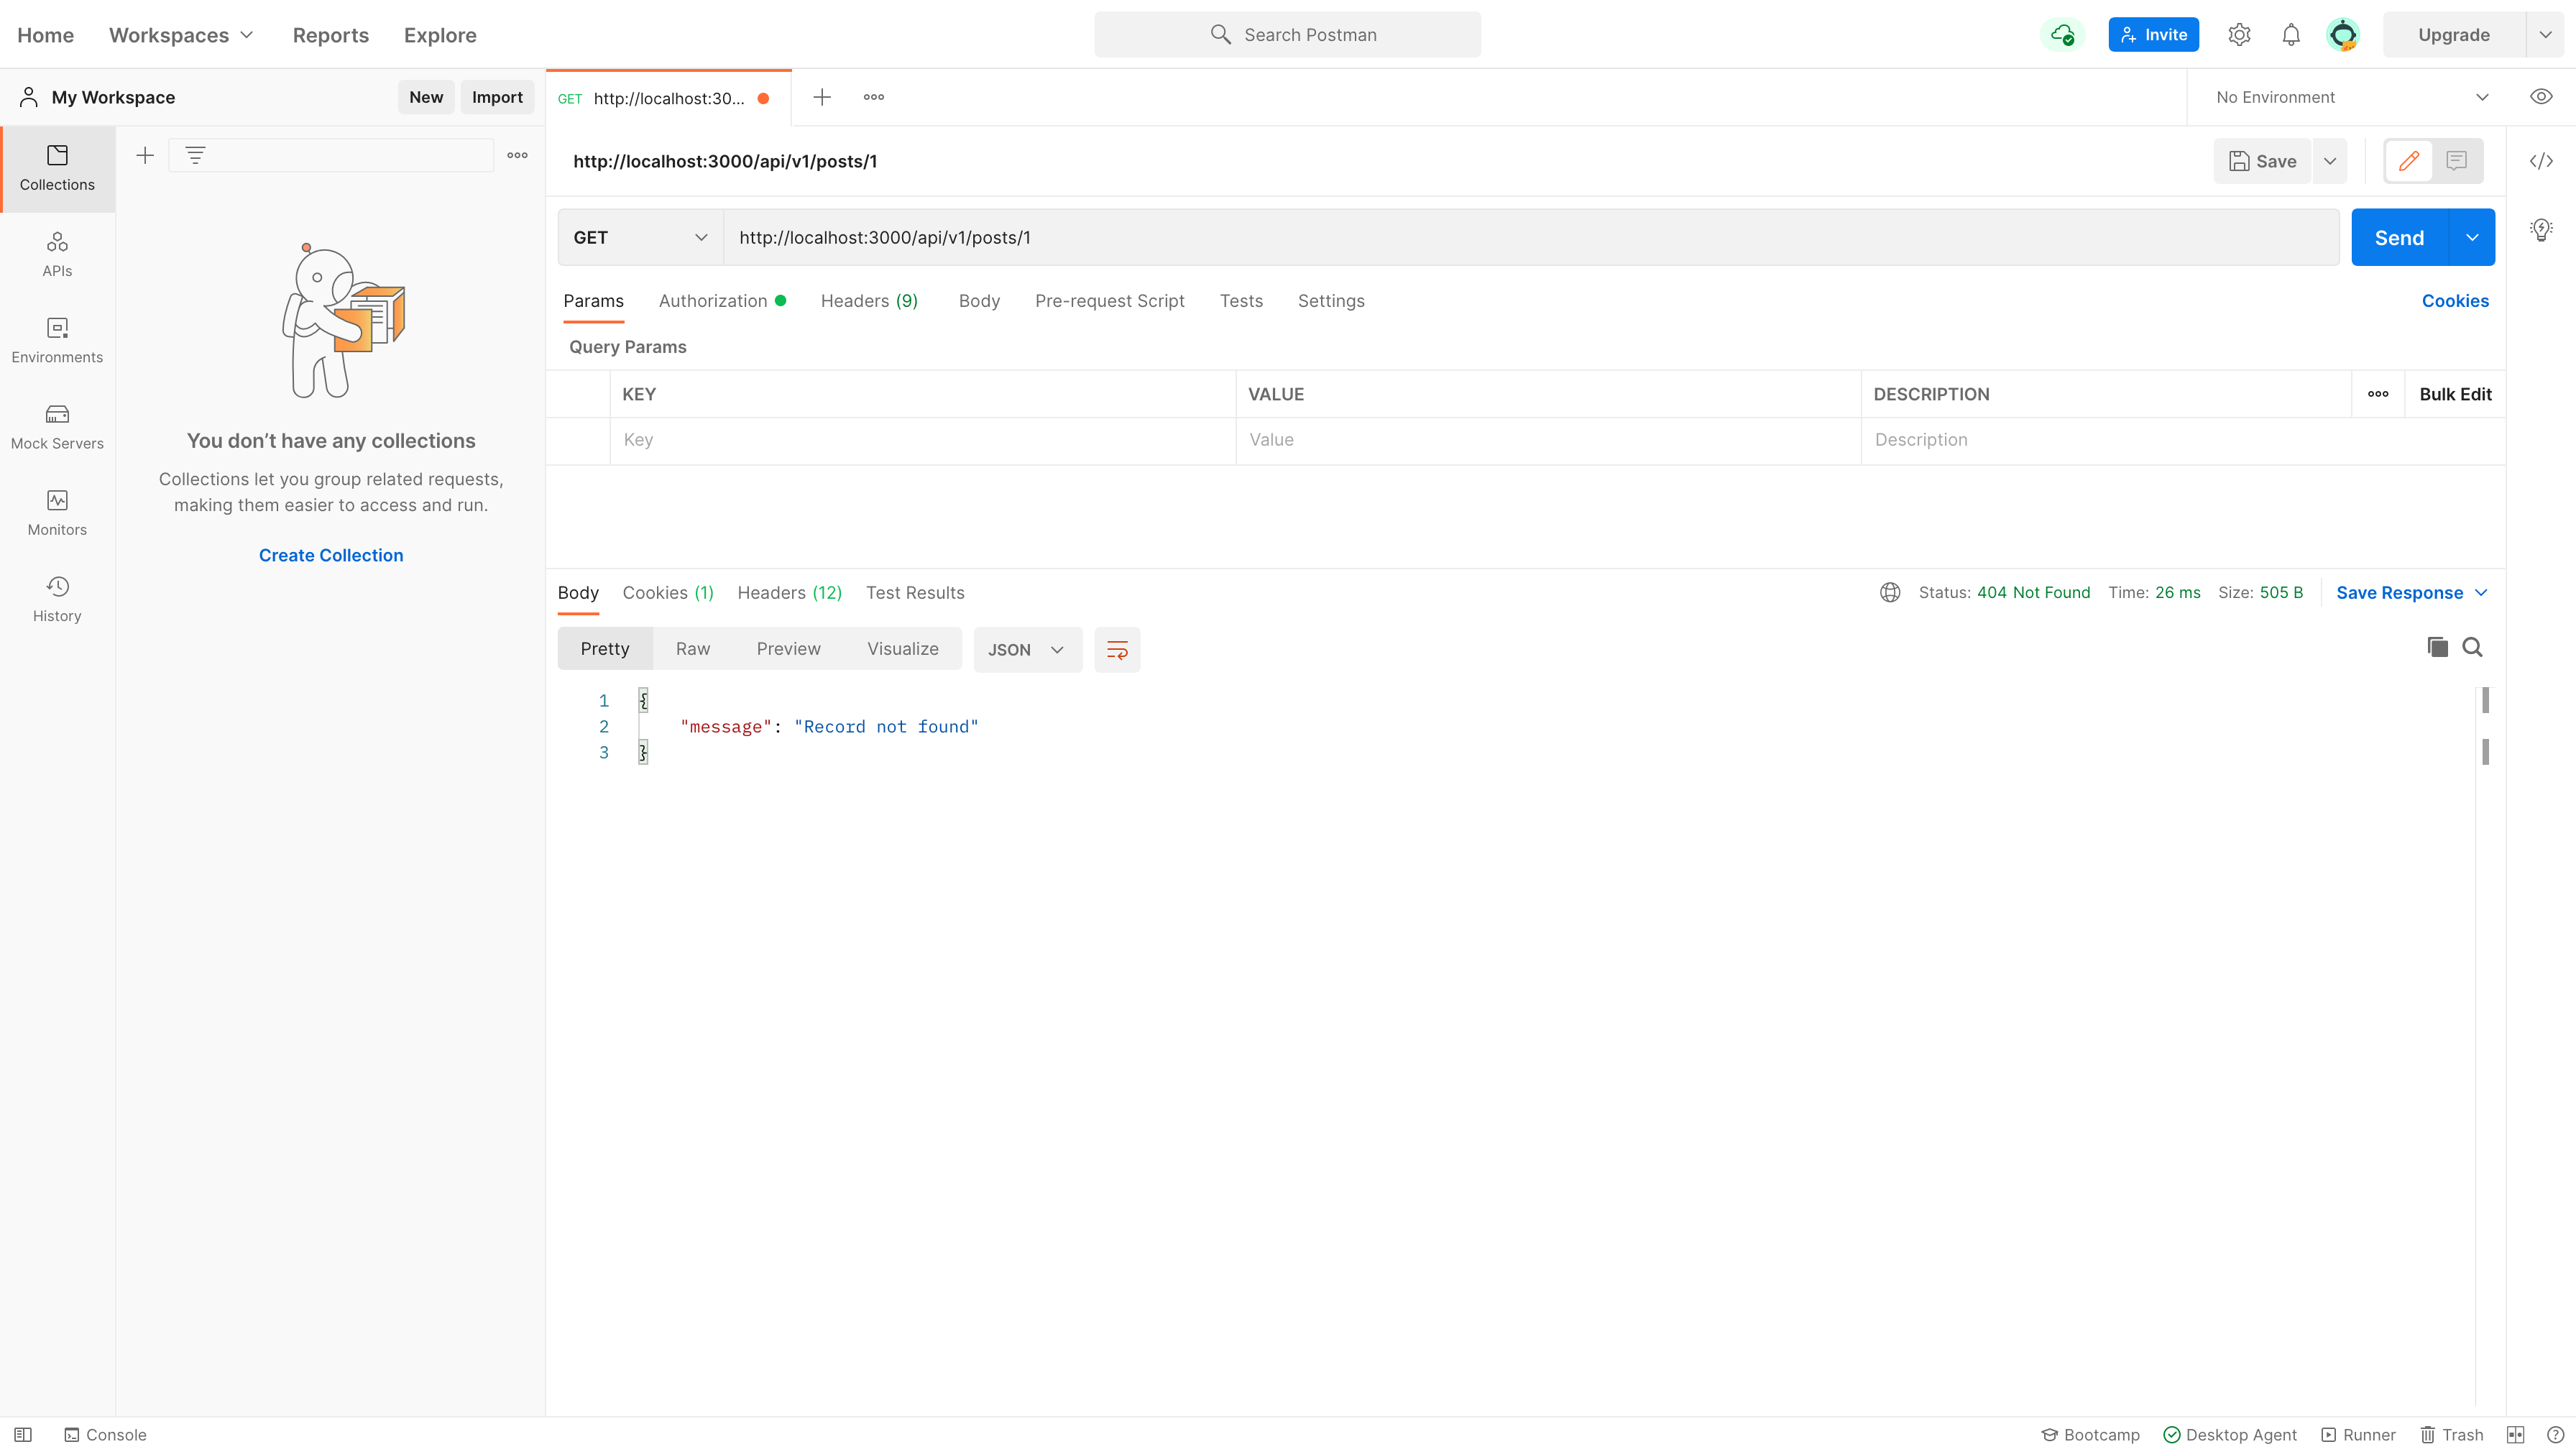 Home Workspaces Reports Explore Search Postman Invite Upgrade
My Workspace New Import GET http://localhost:30... No Environment
Collections
APIs
Environments
Mock Servers
Monitors
History
You don’t have any collections
Collections let you group related requests,
making them easier to access and run.
Create Collection
http://localhost:3000/api/v1/posts/1 Save
GET http://localhost:3000/api/v1/posts/1 Send
Params Authorization Headers (9) Body Pre-request Script Tests Settings Cookies
Query Params
KEY VALUE DESCRIPTION Bulk Edit
Key Value Description
Body Cookies (1) Headers (12) Test Results Status: 404 Not Found Time: 26 ms Size: 505 B Save Response
Pretty Raw Preview Visualize JSON
1 {
2 "message": "Record not found"
3 }
Console Bootcamp Desktop Agent Runner Trash